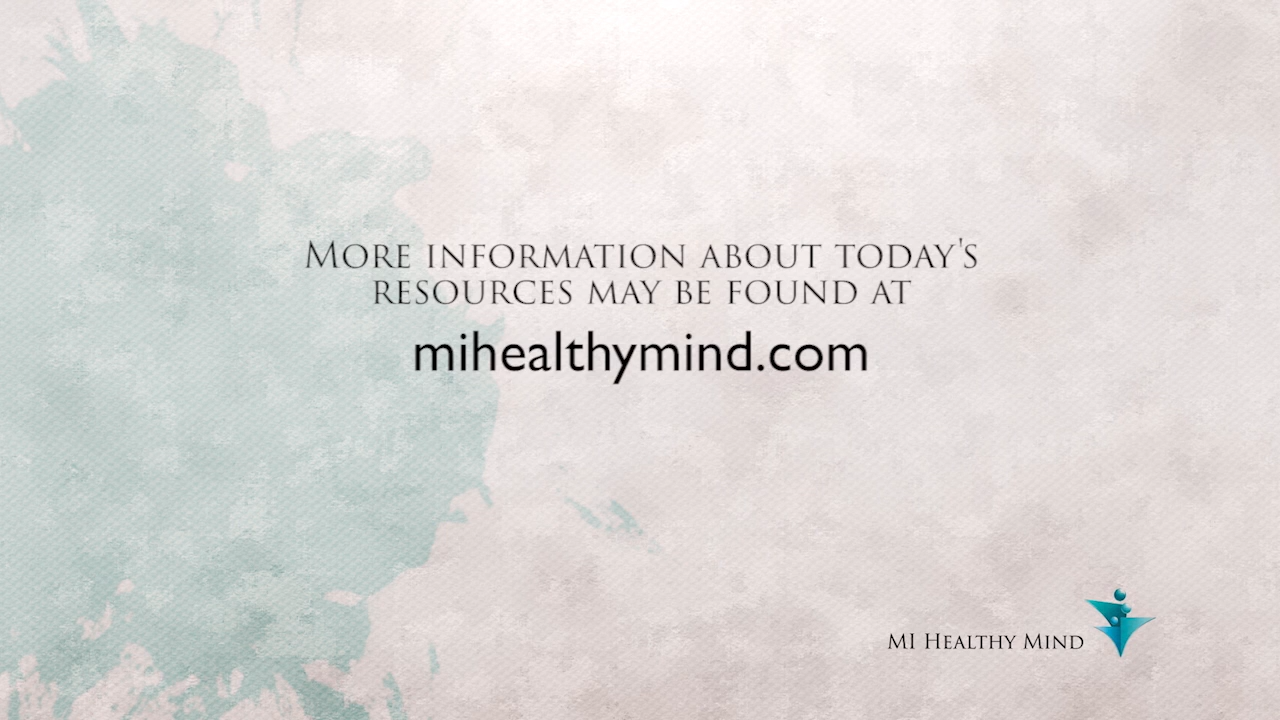 More information about today's
resources may be found at
mihealthymind.com
MI Healthy Mind